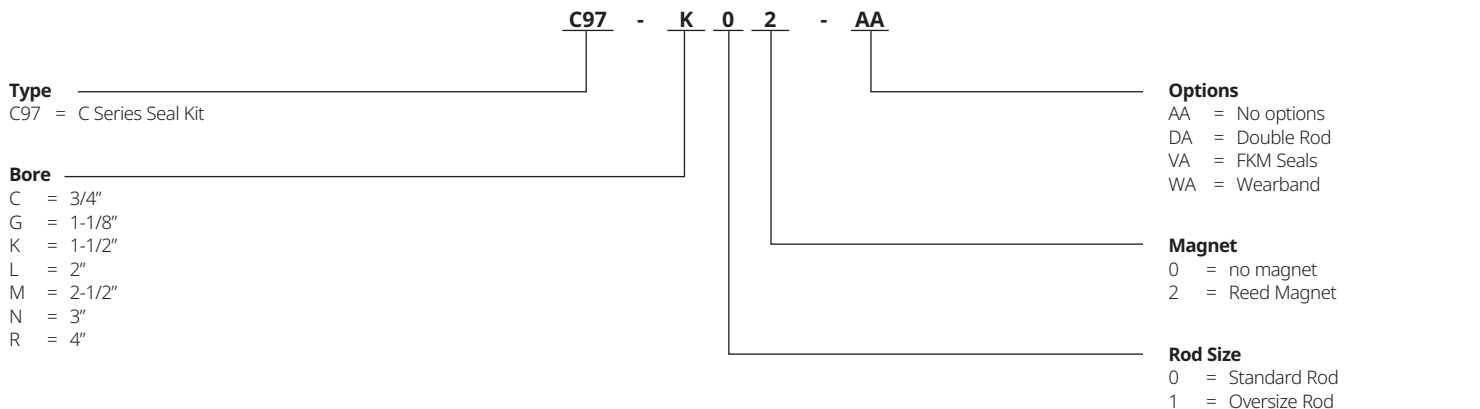 C97 - K 0 2 - AA
Type
C97 = C Series Seal Kit
Bore
C = 3/4”
G = 1-1/8”
K = 1-1/2”
L = 2”
M = 2-1/2”
N = 3”
R = 4”
Options
AA = No options
DA = Double Rod
VA = FKM Seals
WA = Wearband
Magnet
0 = no magnet
2 = Reed Magnet
Rod Size
0 = Standard Rod
1 = Oversize Rod